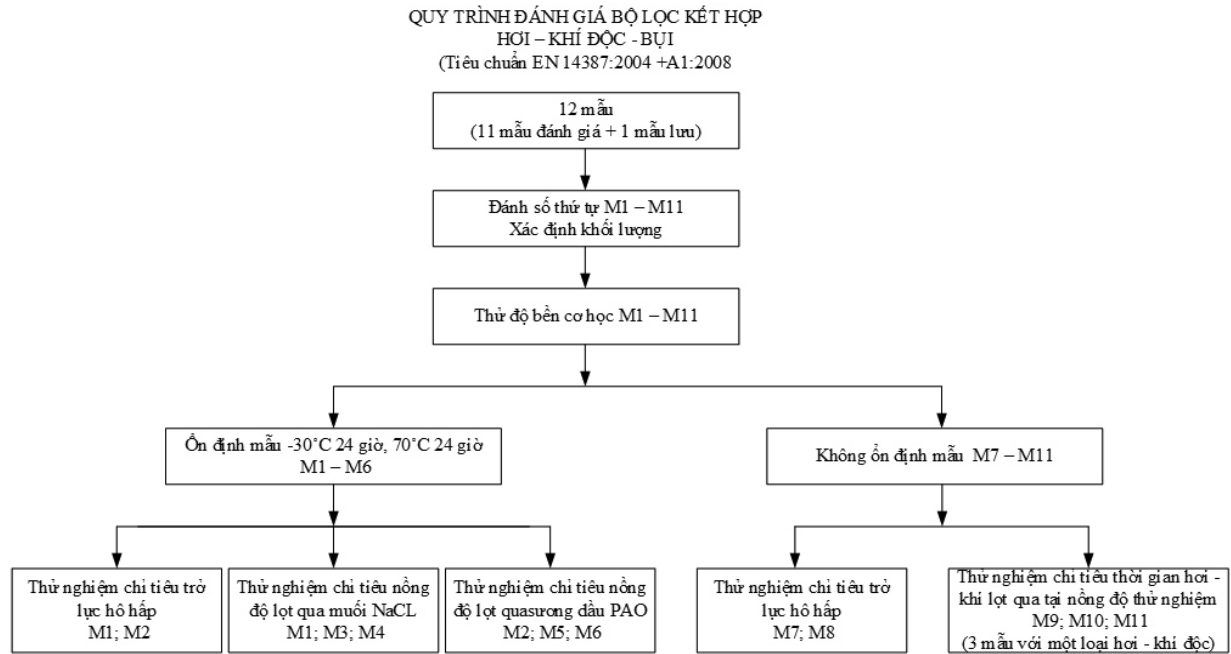 QUY TRÌNH ĐÁNH GIÁ BỘ LỌC KẾT HỢP
HƠI – KHÍ ĐỘC - BỤI
(Tiêu chuẩn EN 14387:2004 +A1:2008
12 mẫu
(11 mẫu đánh giá + 1 mẫu lưu)
Đánh số thứ tự M1 – M11
Xác định khối lượng
Thử độ bền cơ học M1 – M11
Ổn định mẫu -30˚C 24 giờ, 70˚C 24 giờ
M1 – M6
Không ổn định mẫu M7 – M11
Thử nghiệm chỉ tiêu trở
lực hô hấp
M1; M2
Thử nghiệm chỉ tiêu nồng
độ lọt qua muối NaCL
M1; M3; M4
Thử nghiệm chỉ tiêu nồng
độ lọt quasương dầu PAO
M2; M5; M6
Thử nghiệm chỉ tiêu trở
lực hô hấp
M7; M8
Thử nghiệm chỉ tiêu thời gian hơi -
khí lọt qua tại nồng độ thử nghiệm
M9; M10; M11
(3 mẫu với một loại hơi - khí độc)